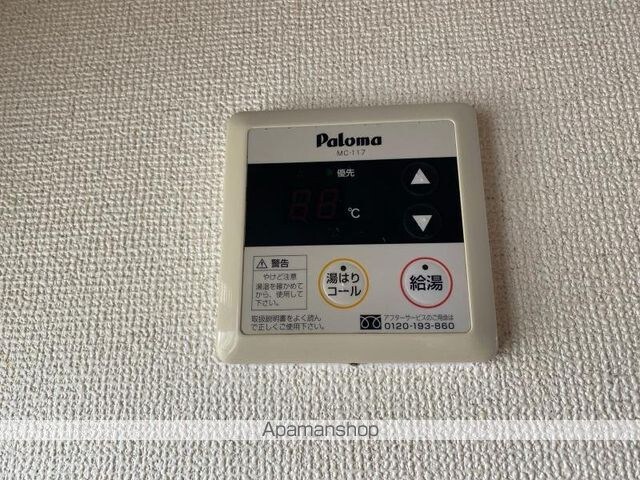 Paloma
MC-117
優先
88
℃
▲
▼
⚠ 警告
やけど注意
湯温を確かめて
から、使用して
下さい。
取扱説明書をよく読ん
で正しくご使用下さい。
湯はり
コール
給湯
アフターサービスのご用命は
0120-193-860
Apamanshop